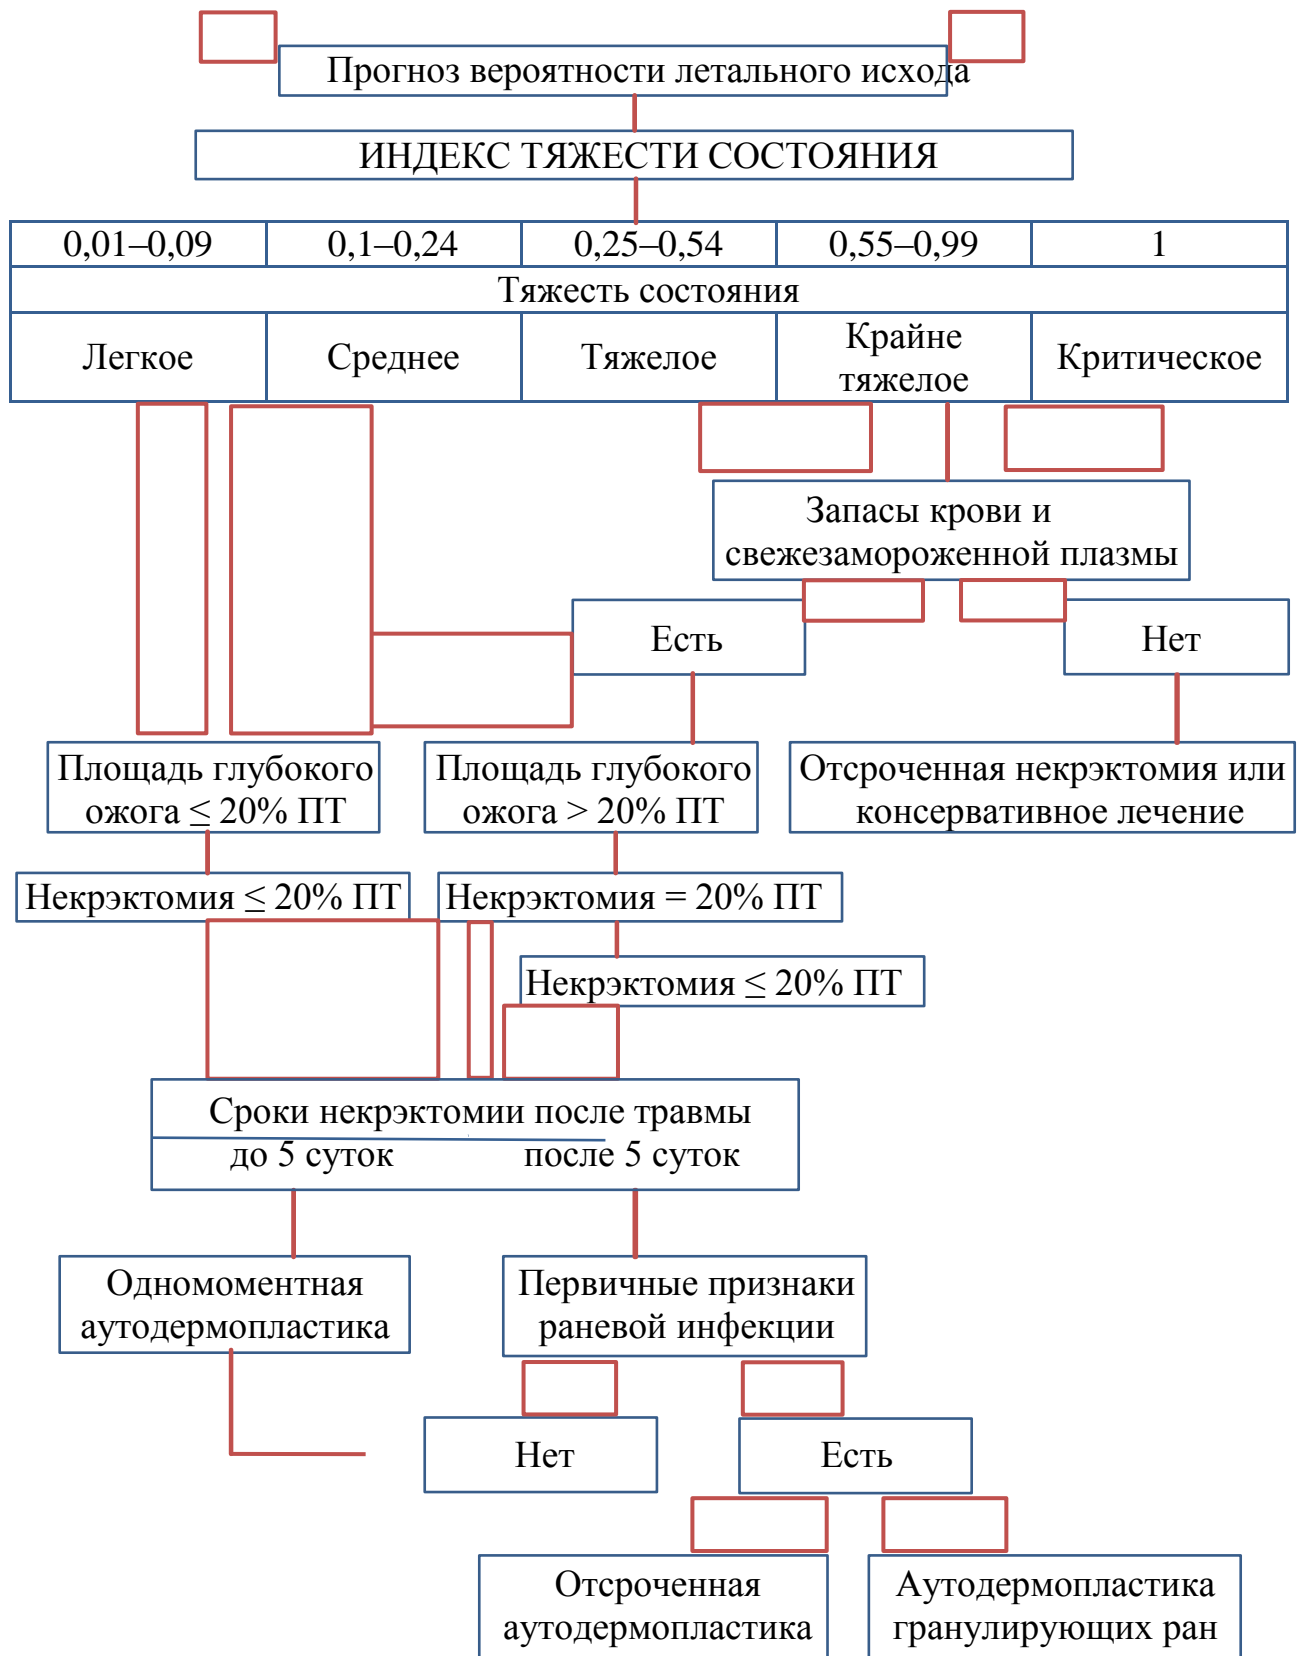 Прогноз вероятности летального исхода
ИНДЕКС ТЯЖЕСТИ СОСТОЯНИЯ
0,01–0,09 0,1–0,24 0,25–0,54 0,55–0,99 1
Тяжесть состояния
Легкое Среднее Тяжелое Крайне тяжелое Критическое
Запасы крови и
свежезамороженной плазмы
Есть
Нет
Площадь глубокого
ожога ≤ 20% ПТ
Площадь глубокого
ожога > 20% ПТ
Отсроченная некрэктомия или
консервативное лечение
Некрэктомия ≤ 20% ПТ
Некрэктомия = 20% ПТ
Некрэктомия ≤ 20% ПТ
Сроки некрэктомии после травмы
до 5 суток после 5 суток
Одномоментная
аутодермопластика
Первичные признаки
раневой инфекции
Нет
Есть
Отсроченная
аутодермопластика
Аутодермопластика
гранулирующих ран